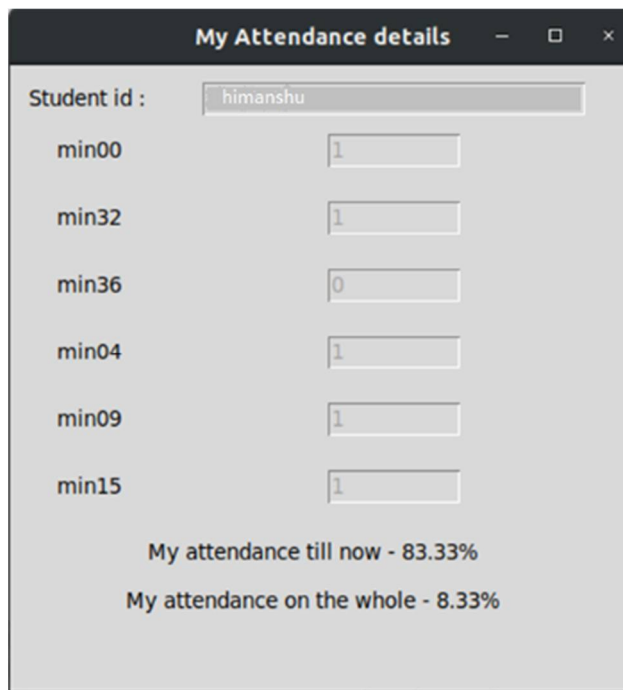 My Attendance details
Student id : himanshu
min00 1
min32 1
min36 0
min04 1
min09 1
min15 1
My attendance till now - 83.33%
My attendance on the whole - 8.33%